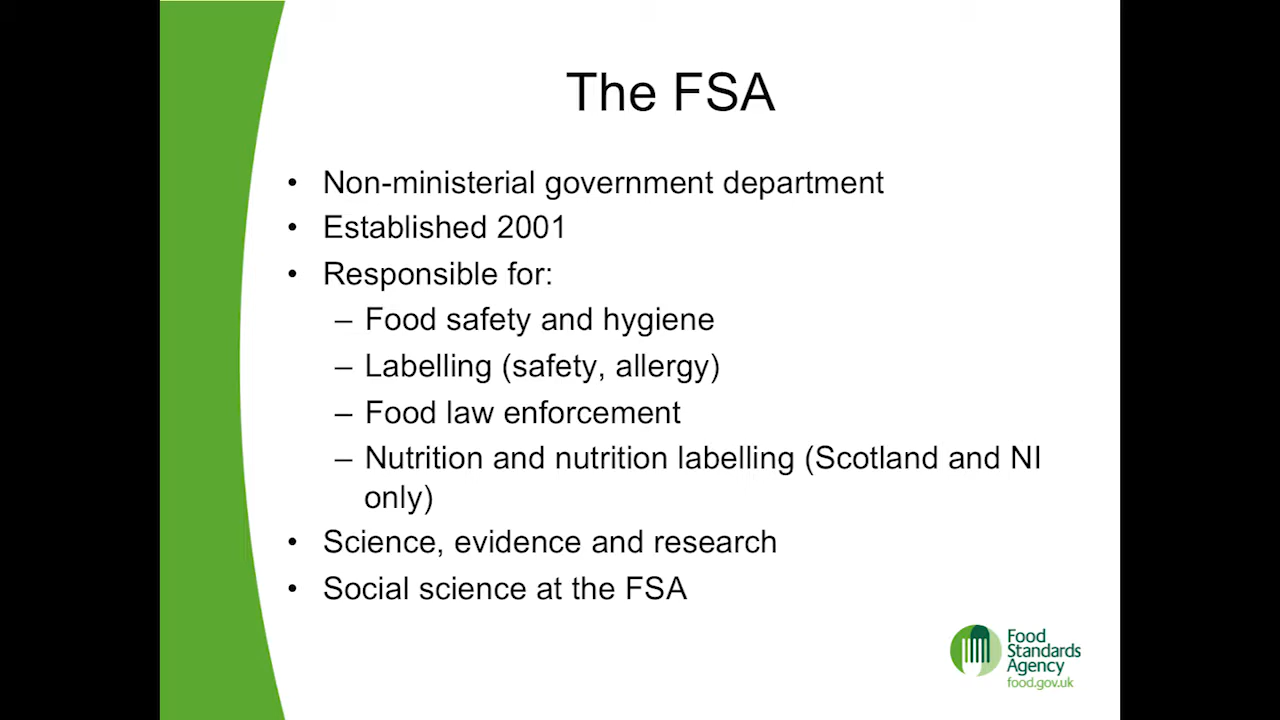 The FSA
• Non-ministerial government department
• Established 2001
• Responsible for:
– Food safety and hygiene
– Labelling (safety, allergy)
– Food law enforcement
– Nutrition and nutrition labelling (Scotland and NI
only)
• Science, evidence and research
• Social science at the FSA
Food
Standards
Agency
food.gov.uk